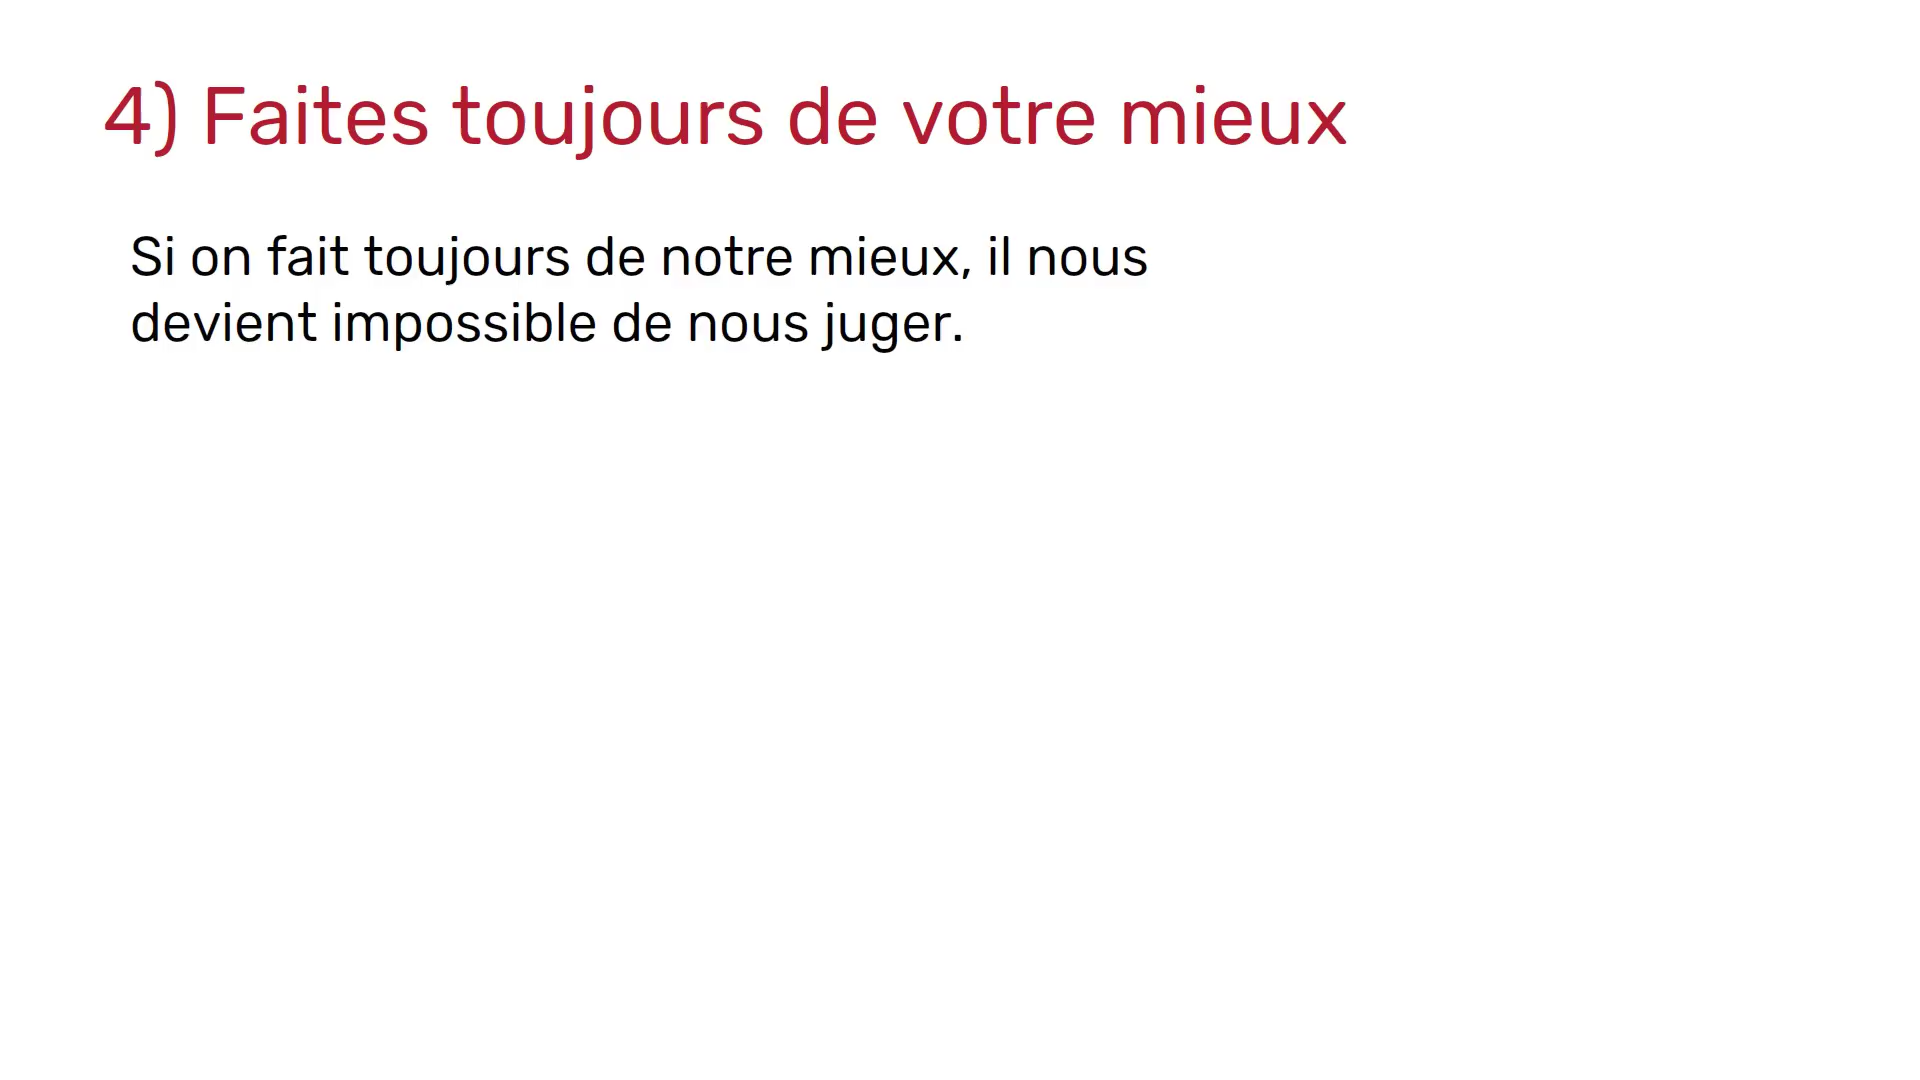 4) Faites toujours de votre mieux
Si on fait toujours de notre mieux, il nous
devient impossible de nous juger.